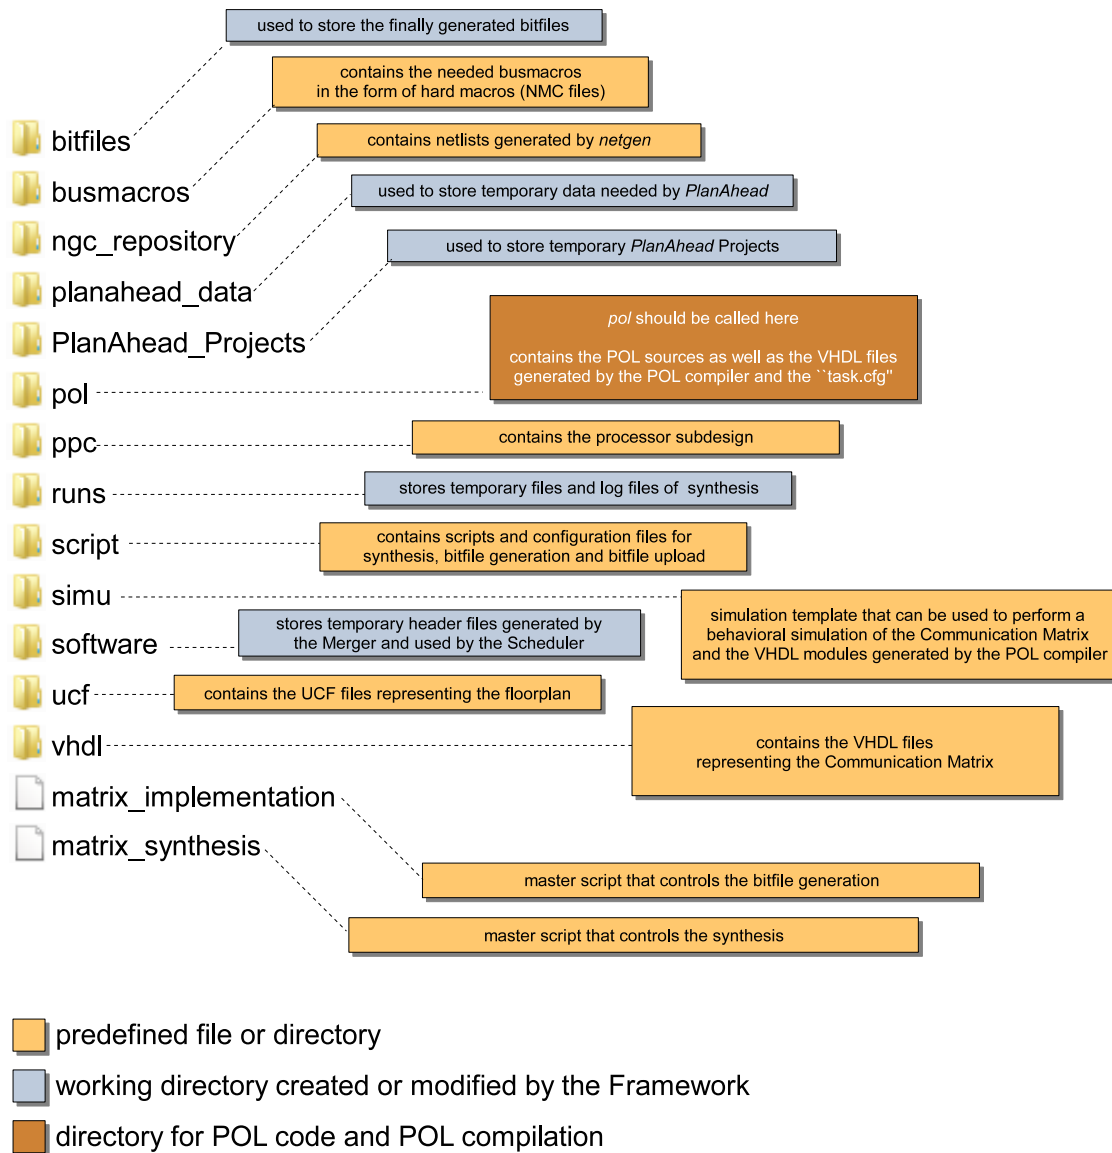 used to store the finally generated bitfiles
contains the needed busmacros
in the form of hard macros (NMC files)
bitfiles
contains netlists generated by netgen
busmacros
used to store temporary data needed by PlanAhead
ngc_repository
used to store temporary PlanAhead Projects
planahead_data
pol should be called here
PlanAhead_Projects
contains the POL sources as well as the VHDL files
generated by the POL compiler and the ``task.cfg"
pol
ppc
contains the processor subdesign
runs
stores temporary files and log files of synthesis
script
contains scripts and configuration files for
synthesis, bitfile generation and bitfile upload
simu
simulation template that can be used to perform a
behavioral simulation of the Communication Matrix
and the VHDL modules generated by the POL compiler
software
stores temporary header files generated by
the Merger and used by the Scheduler
ucf
contains the UCF files representing the floorplan
vhdl
contains the VHDL files
representing the Communication Matrix
matrix_implementation
matrix_synthesis
master script that controls the bitfile generation
master script that controls the synthesis
predefined file or directory
working directory created or modified by the Framework
directory for POL code and POL compilation